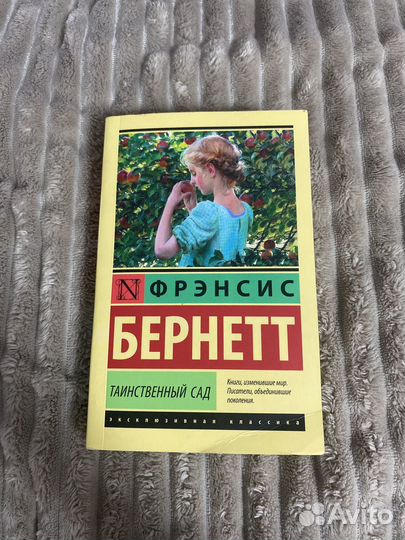 N ФРЭНСИС
БЕРНЕТТ
ТАИНСТВЕННЫЙ САД
Книги, изменившие мир.
Писатели, объединившие
поколения.
эксклюзивная классика
Avito